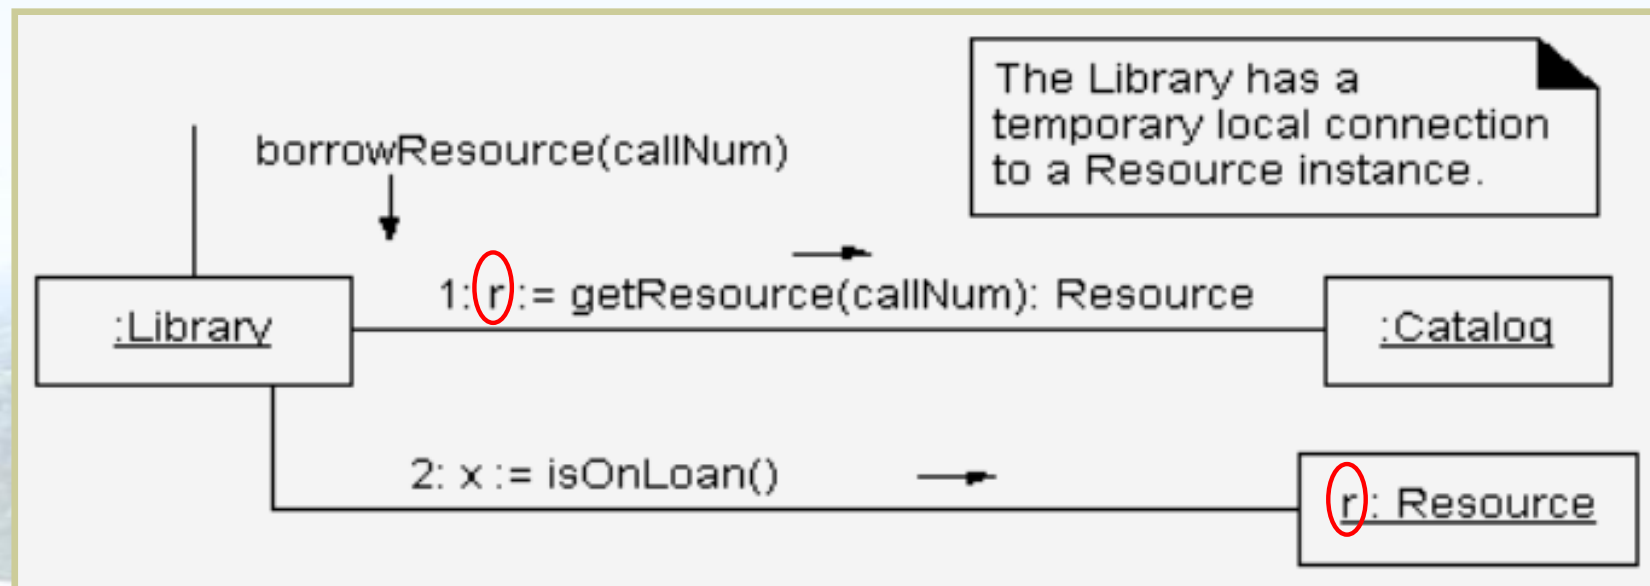 The Library has a
temporary local connection
to a Resource instance.
borrowResource(callNum)
1: r := getResource(callNum): Resource
:Library
:Catalog
2: x := isOnLoan()
r : Resource